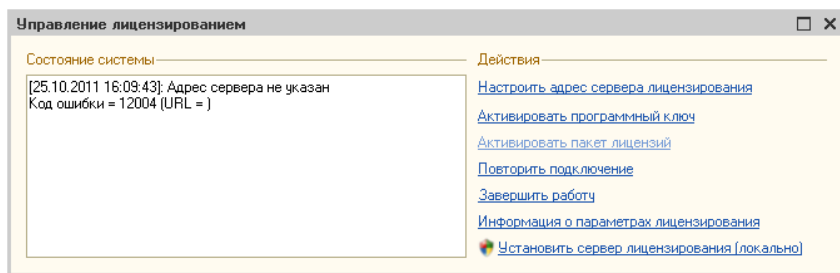 Управление лицензированием
Состояние системы
[25.10.2011 16:09:43]: Адрес сервера не указан
Код ошибки = 12004 (URL = )
Действия
Настроить адрес сервера лицензирования
Активировать программный ключ
Активировать пакет лицензий
Повторить подключение
Завершить работу
Информация о параметрах лицензирования
Установить сервер лицензирования (локально)